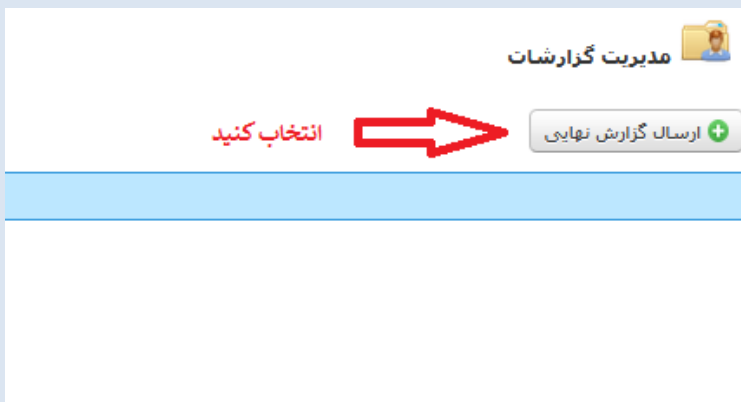 مدیریت گزارشات
ارسال گزارش نهایی
انتخاب کنید